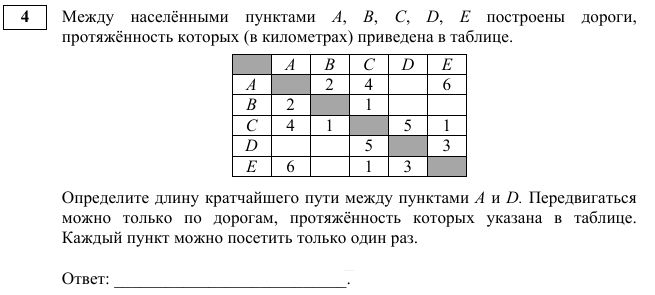 4 Между населёнными пунктами A, B, C, D, E построены дороги,
протяжённость которых (в километрах) приведена в таблице.
A B C D E
A 2 4 6
B 2 1
C 4 1 5 1
D 5 3
E 6 1 3
Определите длину кратчайшего пути между пунктами A и D. Передвигаться
можно только по дорогам, протяжённость которых указана в таблице.
Каждый пункт можно посетить только один раз.
Ответ: ___________________________.